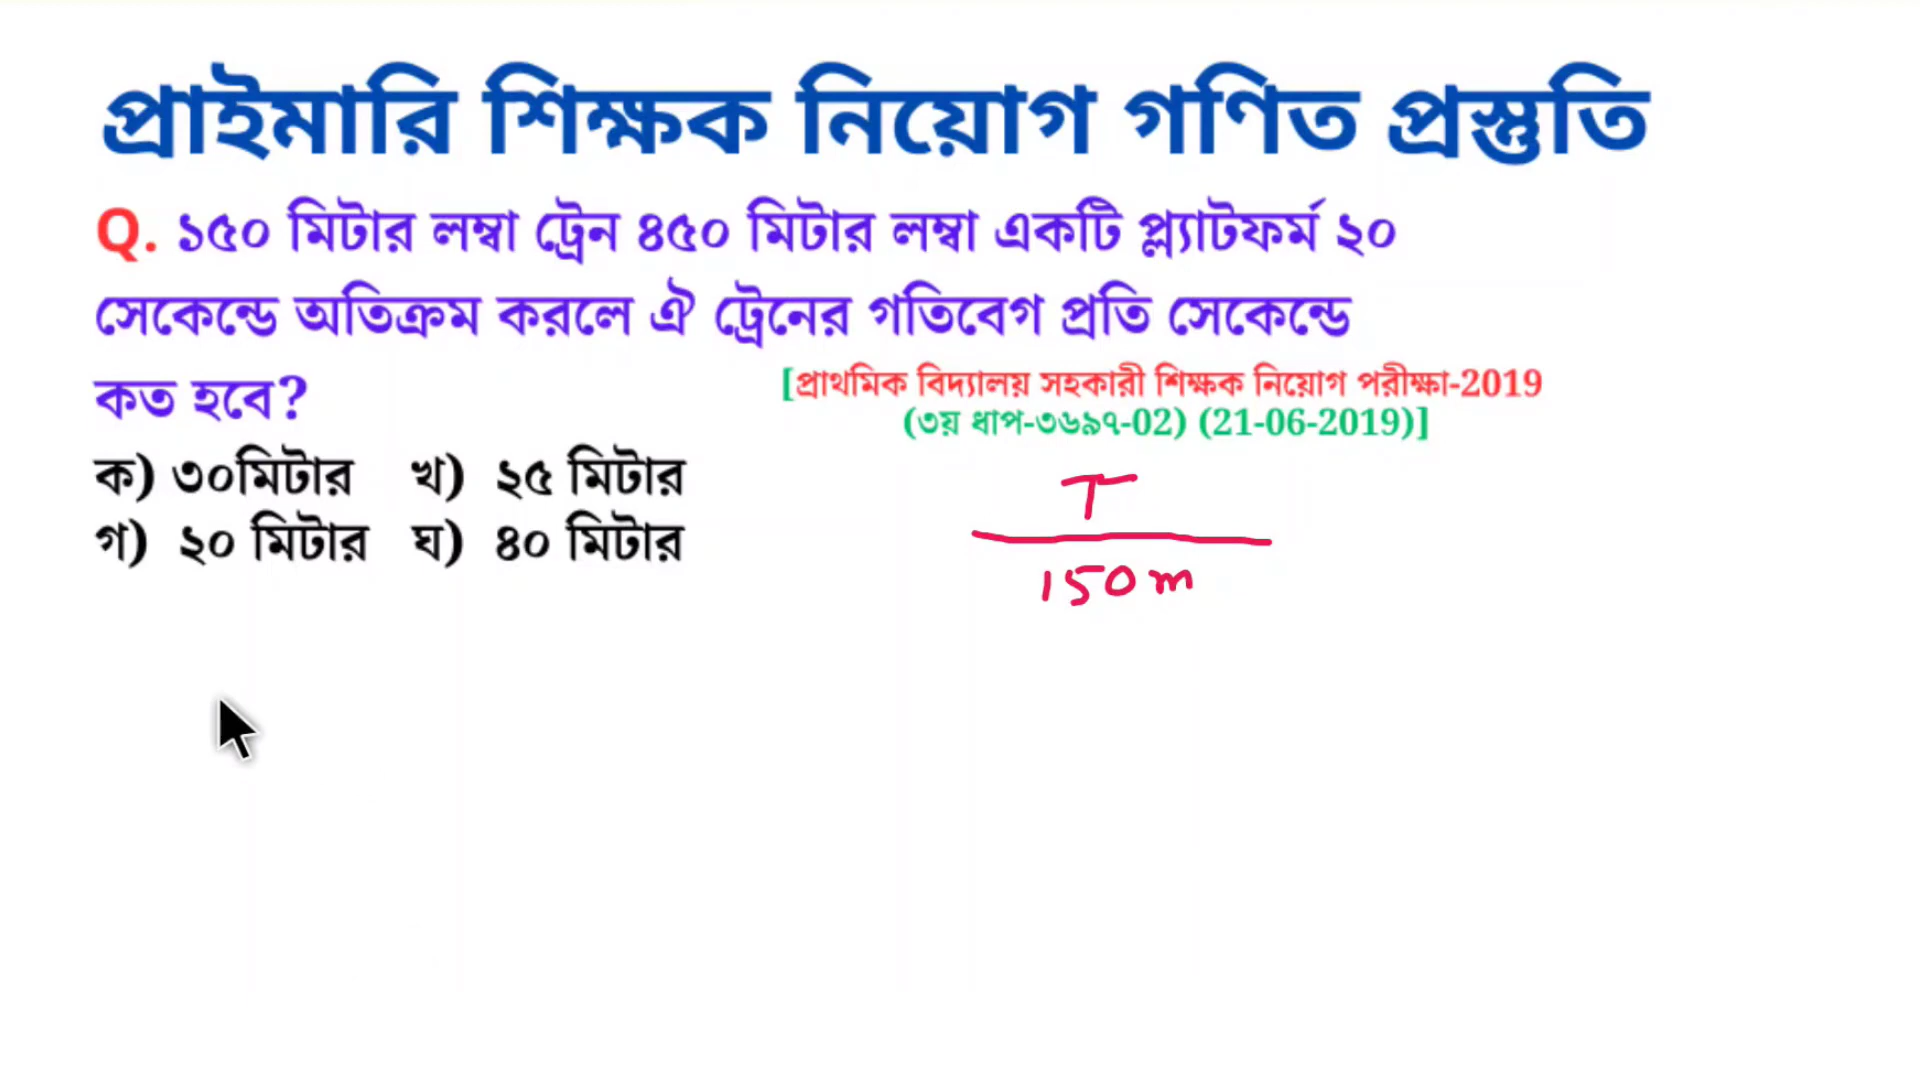 প্রাইমারি শিক্ষক নিয়োগ গণিত প্রস্তুতি
Q. ১৫০ মিটার লম্বা ট্রেন ৪৫০ মিটার লম্বা একটি প্ল্যাটফর্ম ২০
সেকেন্ডে অতিক্রম করলে ঐ ট্রেনের গতিবেগ প্রতি সেকেন্ডে
কত হবে?
[প্রাথমিক বিদ্যালয় সহকারী শিক্ষক নিয়োগ পরীক্ষা-2019
(৩য় ধাপ-৩৬৯৭-02) (21-06-2019)]
ক) ৩০মিটার খ) ২৫ মিটার
গ) ২০ মিটার ঘ) ৪০ মিটার
T
150m